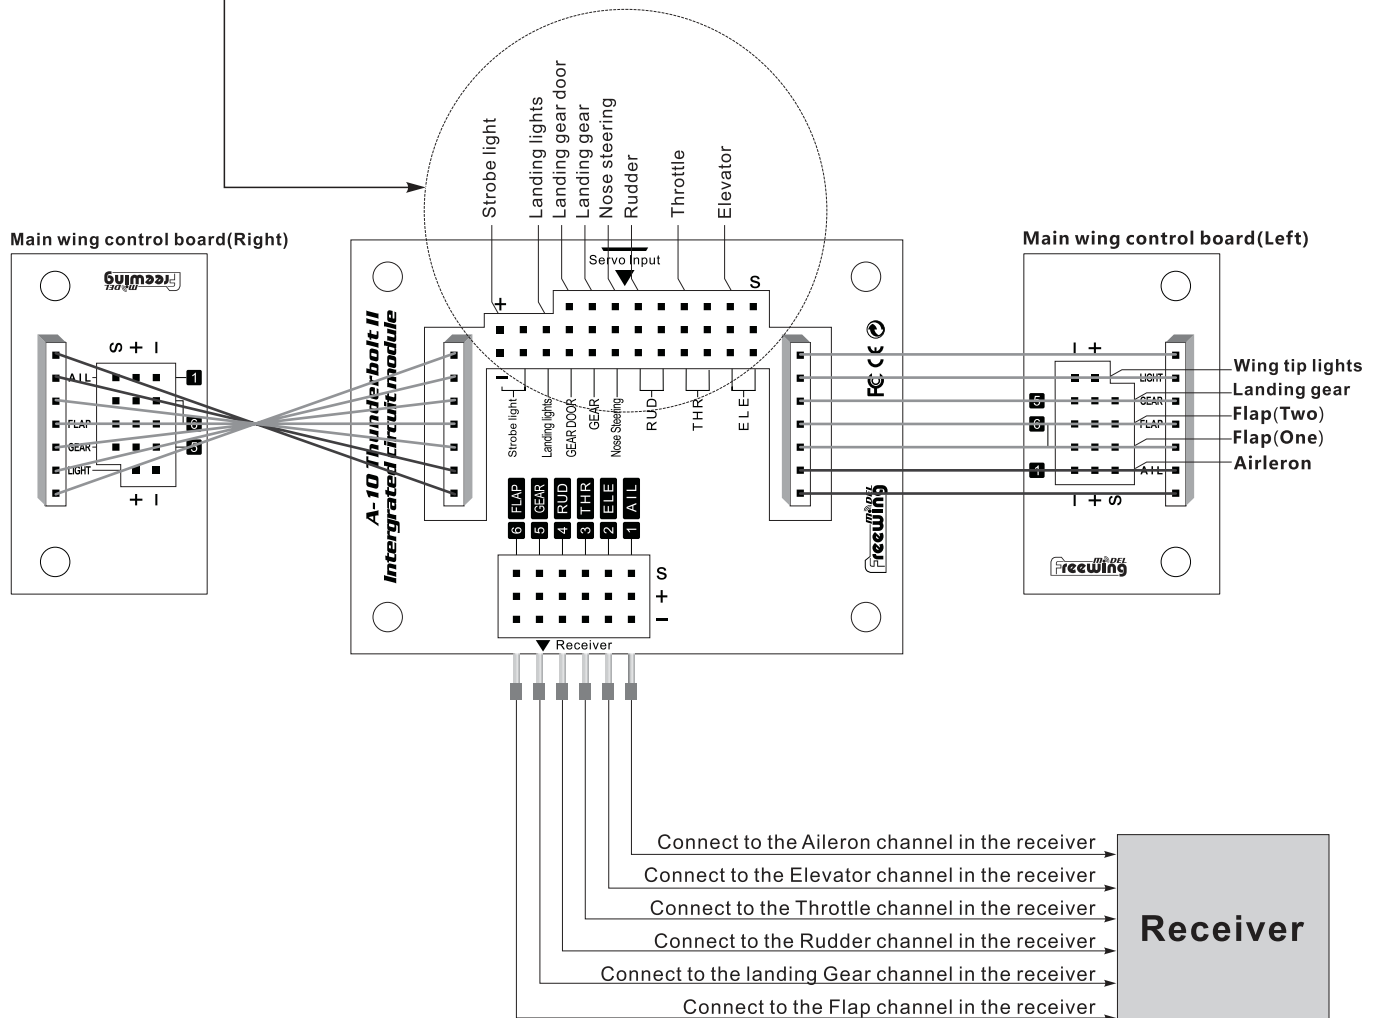 Strobe light
Landing lights
Landing gear door
Landing gear
Nose steering
Rudder
Throttle
Elevator
Main wing control board(Right)
Freewing
MODEL
S + −
AIL
FLAP
GEAR
LIGHT
1
6
5
+ −
A-10 Thunderbolt II
Intergrated circuit module
Servo Input
+
S
−
Strobe light
Landing lights
GEAR DOOR
GEAR
Nose Steering
RUD
THR
ELE
FC CE
Freewing
MODEL
6 FLAP
5 GEAR
4 RUD
3 THR
2 ELE
1 AIL
S
+
−
Receiver
Main wing control board(Left)
− +
LIGHT
GEAR
FLAP
AIL
5
6
1
− + S
Freewing
MODEL
Wing tip lights
Landing gear
Flap(Two)
Flap(One)
Airleron
Connect to the Aileron channel in the receiver
Connect to the Elevator channel in the receiver
Connect to the Throttle channel in the receiver
Connect to the Rudder channel in the receiver
Connect to the landing Gear channel in the receiver
Connect to the Flap channel in the receiver
Receiver